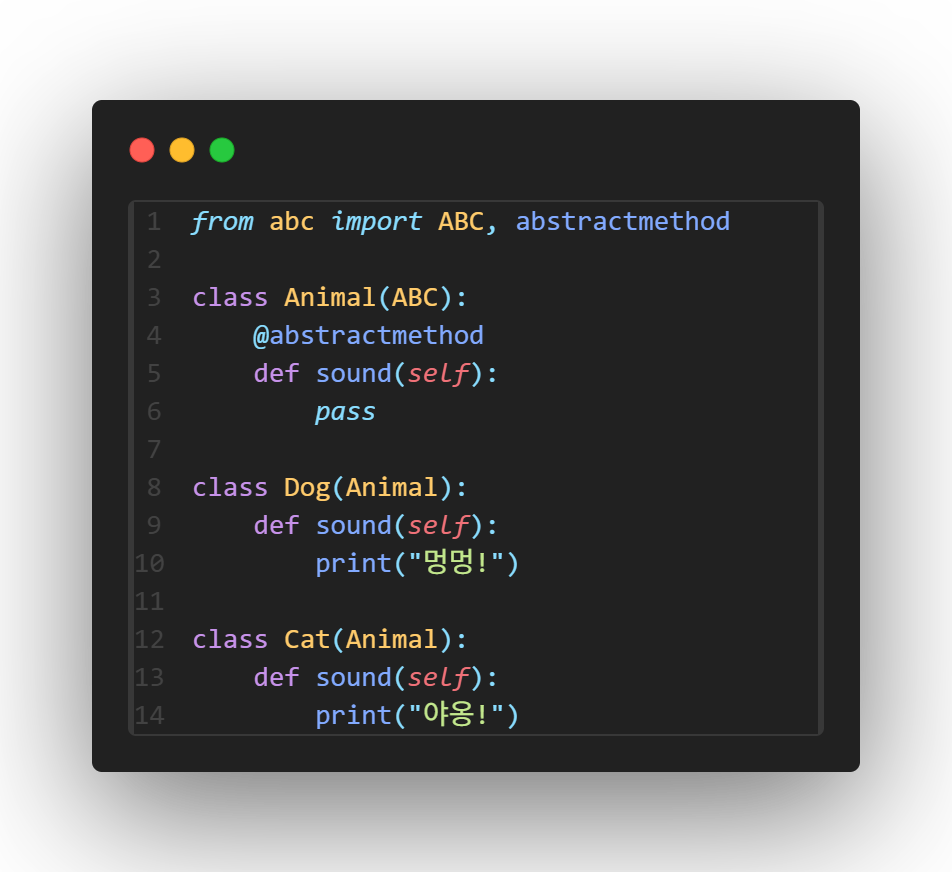 1 from abc import ABC, abstractmethod
2
3 class Animal(ABC):
4     @abstractmethod
5     def sound(self):
6         pass
7
8 class Dog(Animal):
9     def sound(self):
10         print("멍멍!")
11
12 class Cat(Animal):
13     def sound(self):
14         print("야옹!")